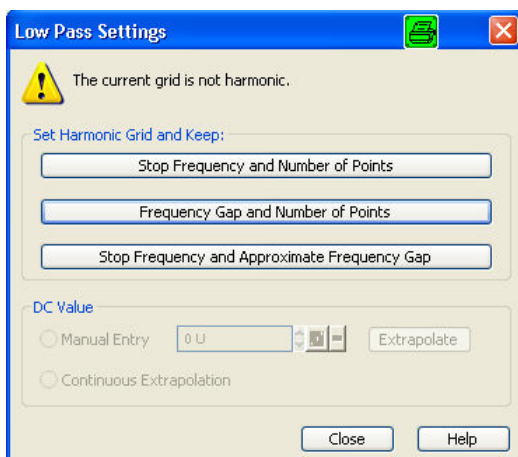 Low Pass Settings
The current grid is not harmonic.
Set Harmonic Grid and Keep:
Stop Frequency and Number of Points
Frequency Gap and Number of Points
Stop Frequency and Approximate Frequency Gap
DC Value
Manual Entry 0 U Extrapolate
Continuous Extrapolation
Close Help